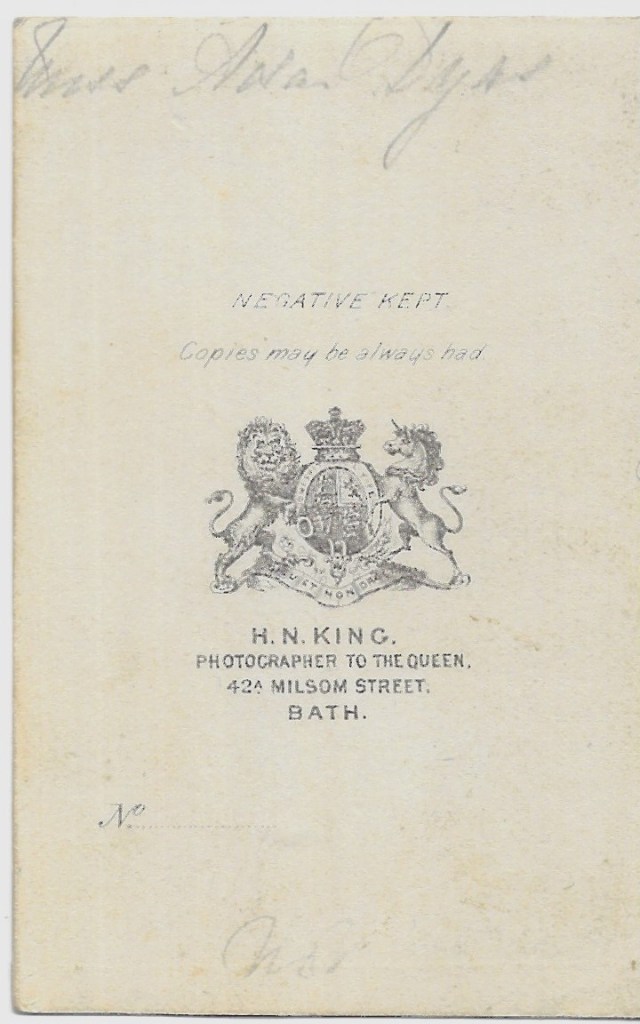 Miss Ada Dyas
NEGATIVE KEPT.
Copies may be always had.
H. N. KING.
PHOTOGRAPHER TO THE QUEEN.
42A MILSOM STREET.
BATH.
No